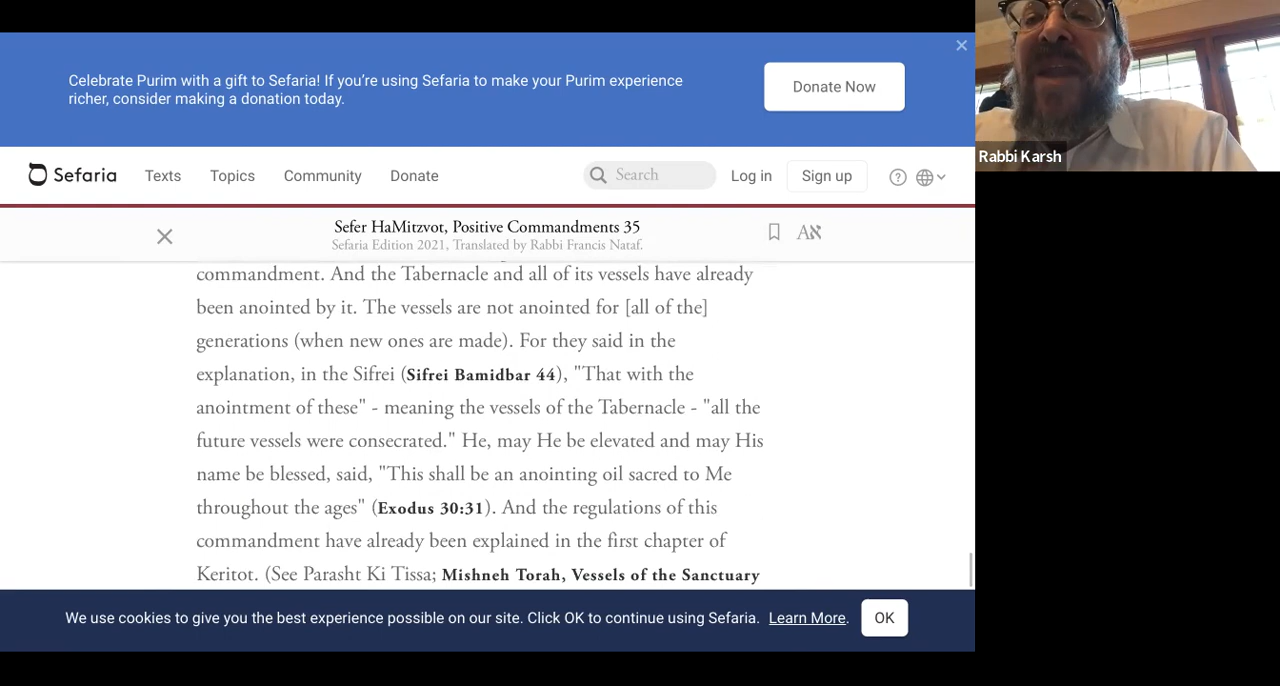 Celebrate Purim with a gift to Sefaria! If you're using Sefaria to make your Purim experience
richer, consider making a donation today.
Donate Now
Sefaria Texts Topics Community Donate Search Log in Sign up
Sefer HaMitzvot, Positive Commandments 35
Sefaria Edition 2021, Translated by Rabbi Francis Nataf.
Aא
commandment. And the Tabernacle and all of its vessels have already
been anointed by it. The vessels are not anointed for [all of the]
generations (when new ones are made). For they said in the
explanation, in the Sifrei (Sifrei Bamidbar 44), "That with the
anointment of these" - meaning the vessels of the Tabernacle - "all the
future vessels were consecrated." He, may He be elevated and may His
name be blessed, said, "This shall be an anointing oil sacred to Me
throughout the ages" (Exodus 30:31). And the regulations of this
commandment have already been explained in the first chapter of
Keritot. (See Parasht Ki Tissa; Mishneh Torah, Vessels of the Sanctuary
We use cookies to give you the best experience possible on our site. Click OK to continue using Sefaria. Learn More. OK
Rabbi Karsh